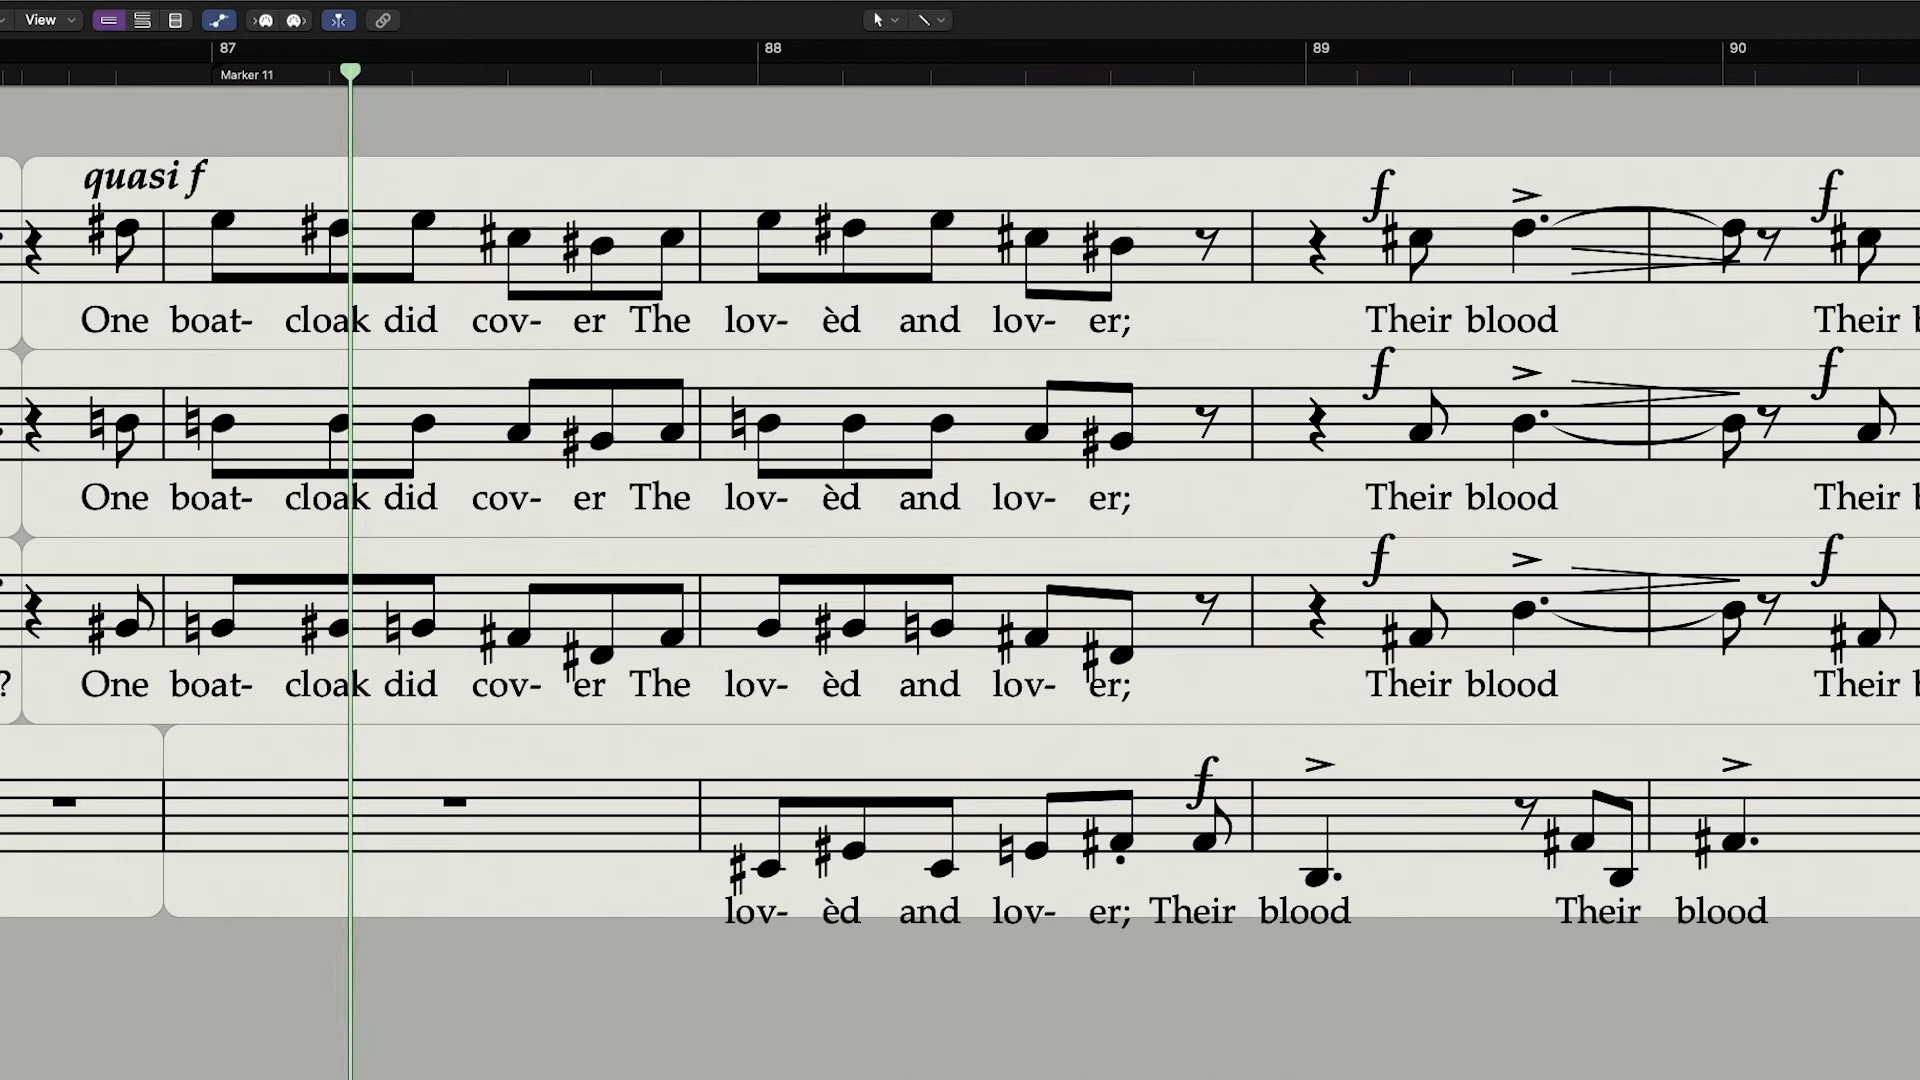 View
87 88 89 90
Marker 11
quasi f f f
One boat- cloak did cov- er The lov- èd and lov- er; Their blood Their b
f f
One boat- cloak did cov- er The lov- èd and lov- er; Their blood Their b
f f
? One boat- cloak did cov- er The lov- èd and lov- er; Their blood Their b
f
lov- èd and lov- er; Their blood Their blood